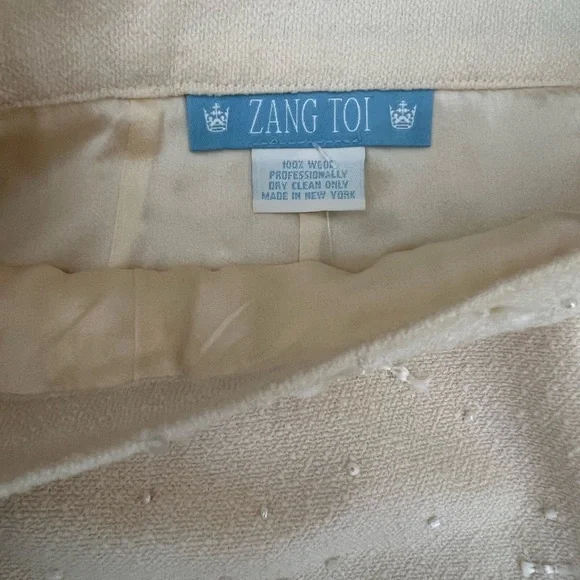 ZANG TOI
100% WOOL
PROFESSIONALLY
DRY CLEAN ONLY
MADE IN NEW YORK